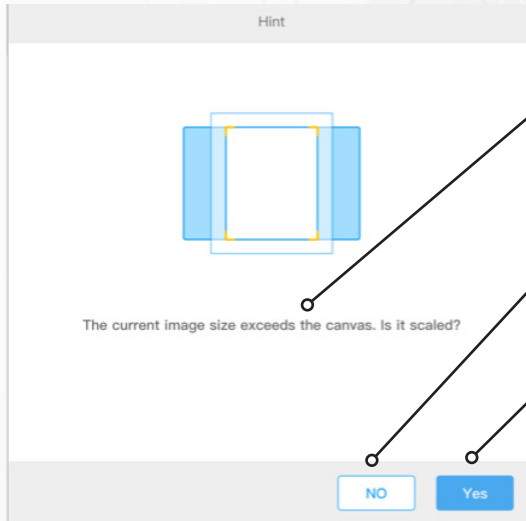 Hint
The current image size exceeds the canvas. Is it scaled?
NO
Yes